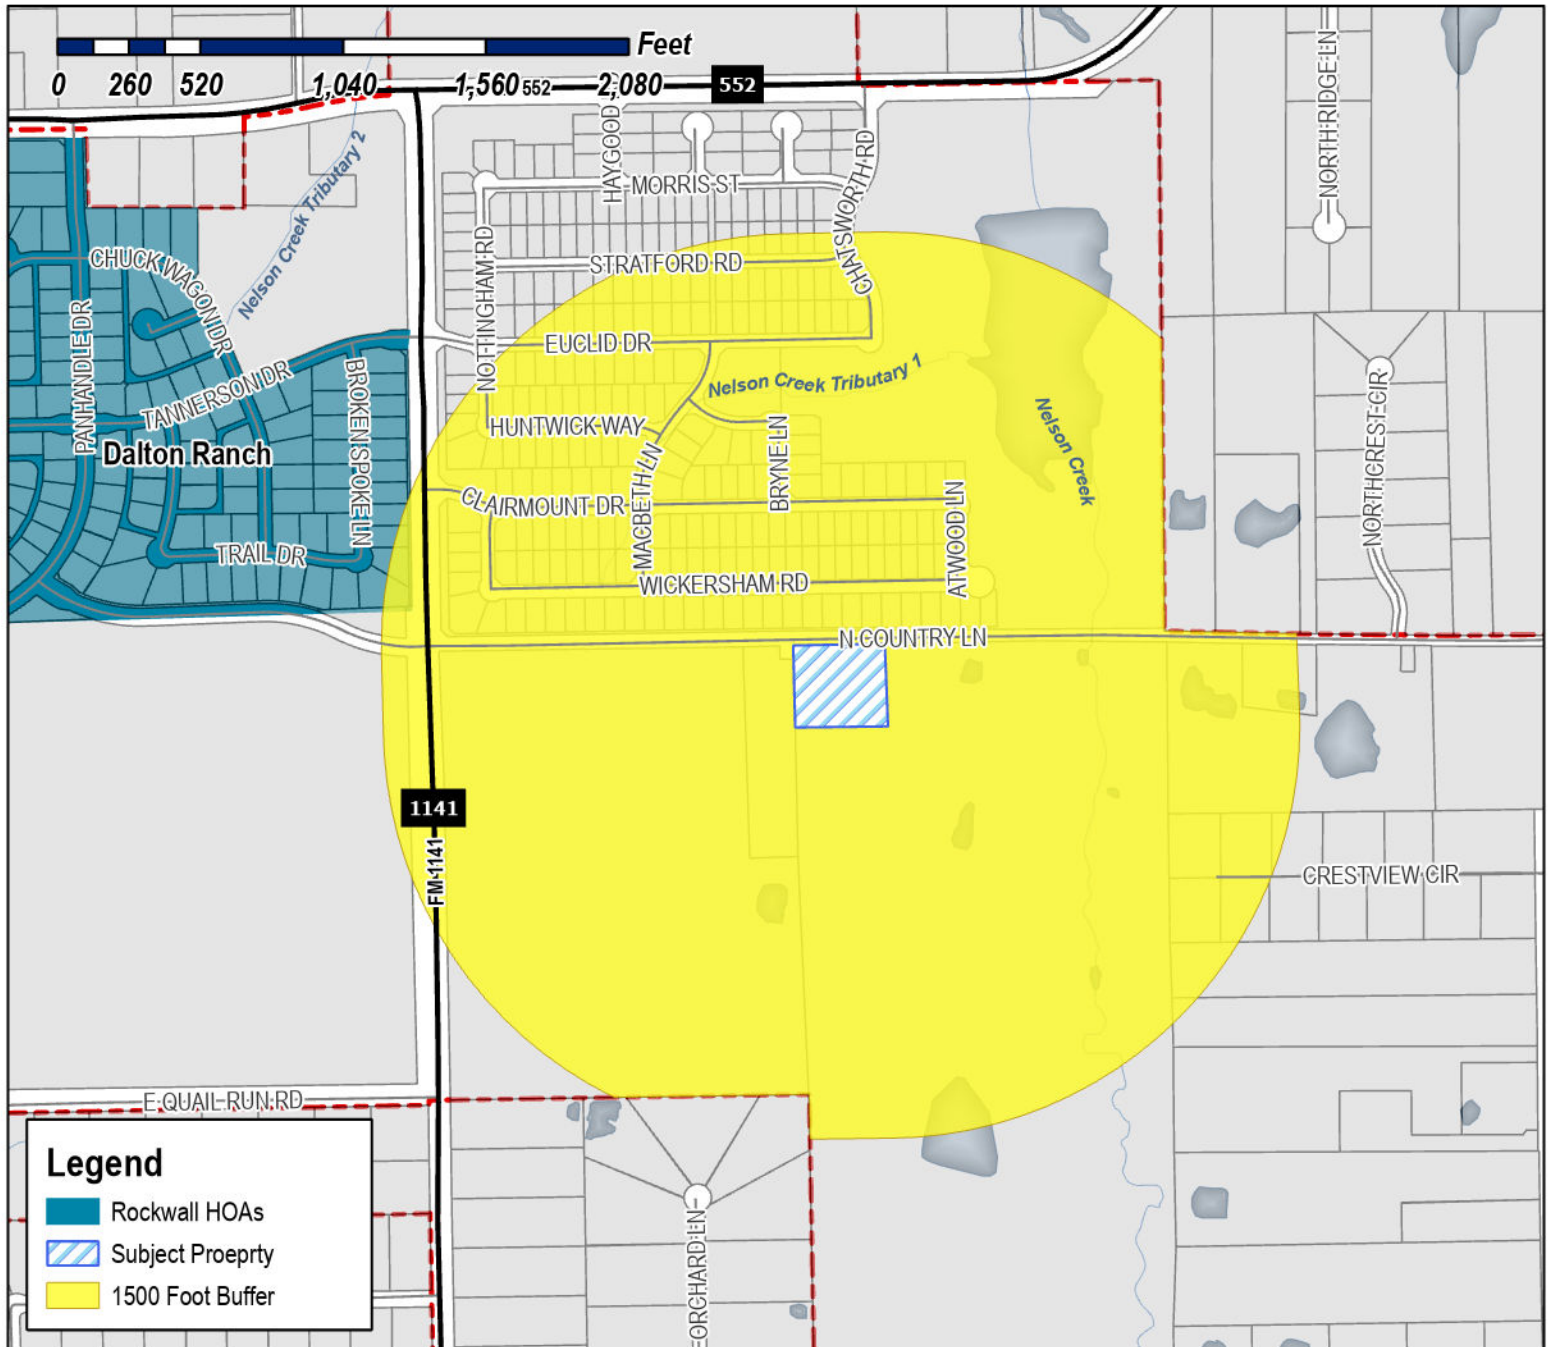 Feet
0 260 520 1,040 1,560 552 2,080 552
NORTH RIDGE LN
HAYGOOD
Nelson Creek Tributary 2
MORRIS ST
CHATSWORTH RD
NOTTINGHAM RD
CHUCK WAGON DR
STRATFORD RD
PANHANDLE DR
EUCLID DR
Nelson Creek Tributary 1
TANNERSON DR
BROKEN SPOKE LN
NORTHCREST CIR
HUNTWICK WAY
Nelson Creek
Dalton Ranch
BRYNE LN
MACBETH LN
CLAIRMOUNT DR
ATWOOD LN
TRAIL DR
WICKERSHAM RD
N COUNTRY LN
1141
FM 1141
CRESTVIEW CIR
E QUAIL RUN RD
ORCHARD LN
Legend
Rockwall HOAs
Subject Proeprty
1500 Foot Buffer